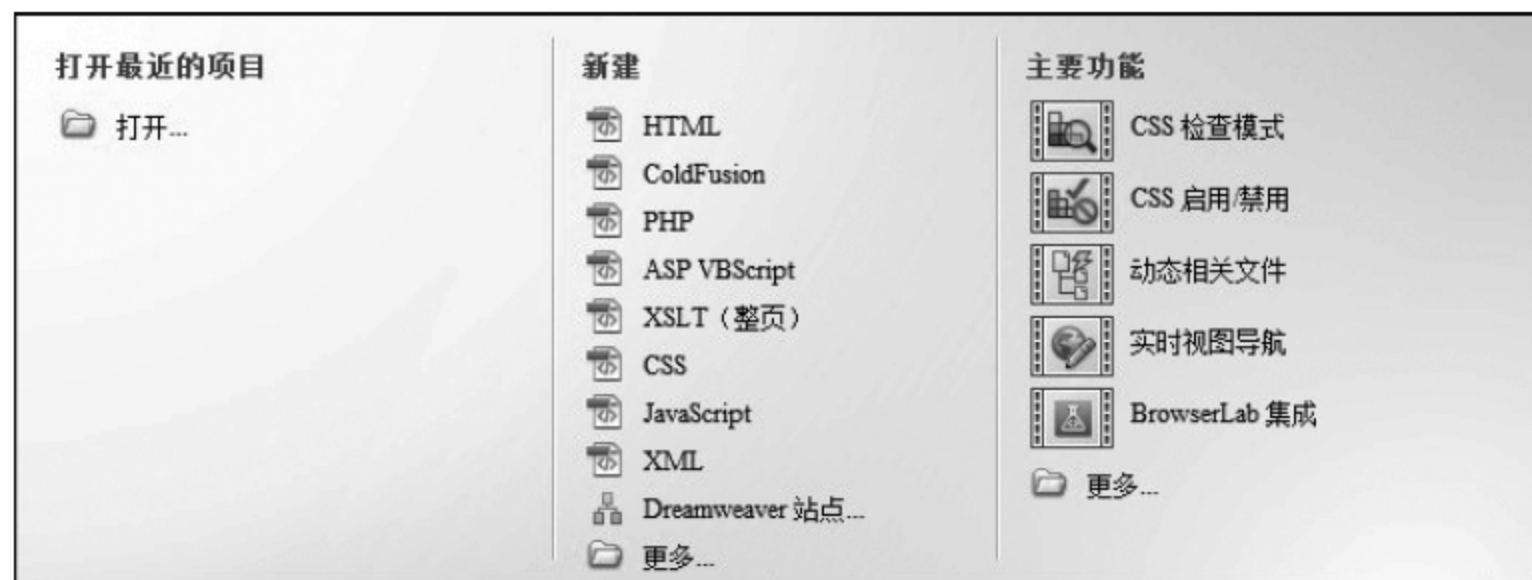 打开最近的项目
打开...
新建
HTML
ColdFusion
PHP
ASP VBScript
XSLT（整页）
CSS
JavaScript
XML
Dreamweaver 站点...
更多...
主要功能
CSS 检查模式
CSS 启用/禁用
动态相关文件
实时视图导航
BrowserLab 集成
更多...